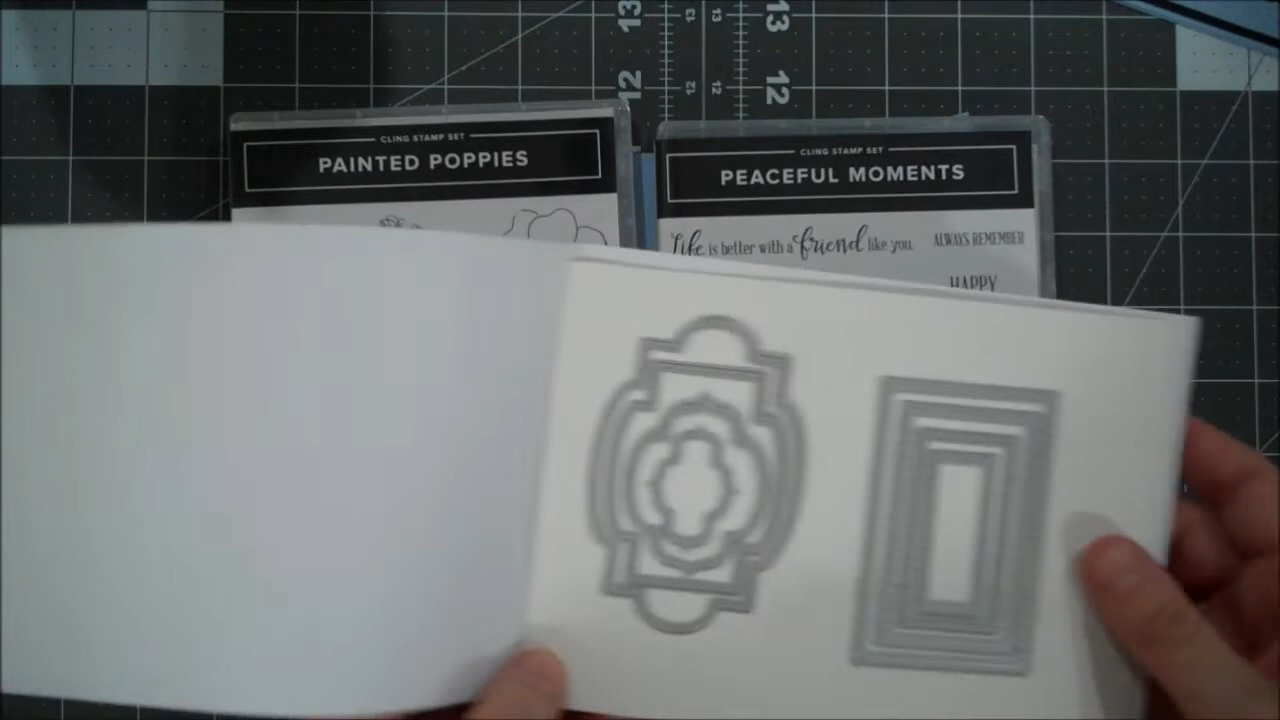 13
13
13
13
12
12
12
12
CLING STAMP SET
PAINTED POPPIES
CLING STAMP SET
PEACEFUL MOMENTS
life is better with a friend like you.
ALWAYS REMEMBER
HAPPY